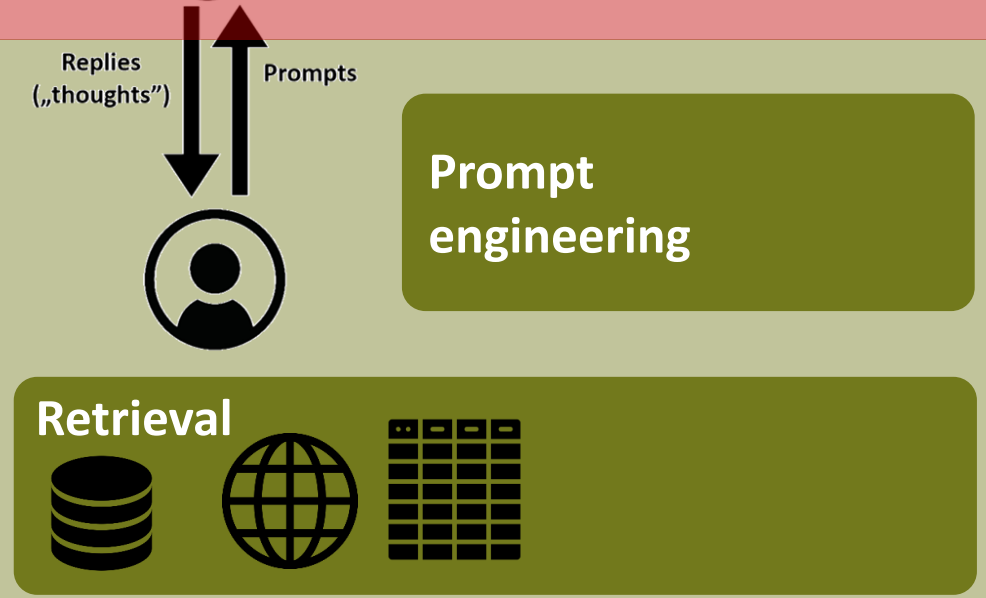 Replies
(„thoughts”)
Prompts
Prompt
engineering
Retrieval